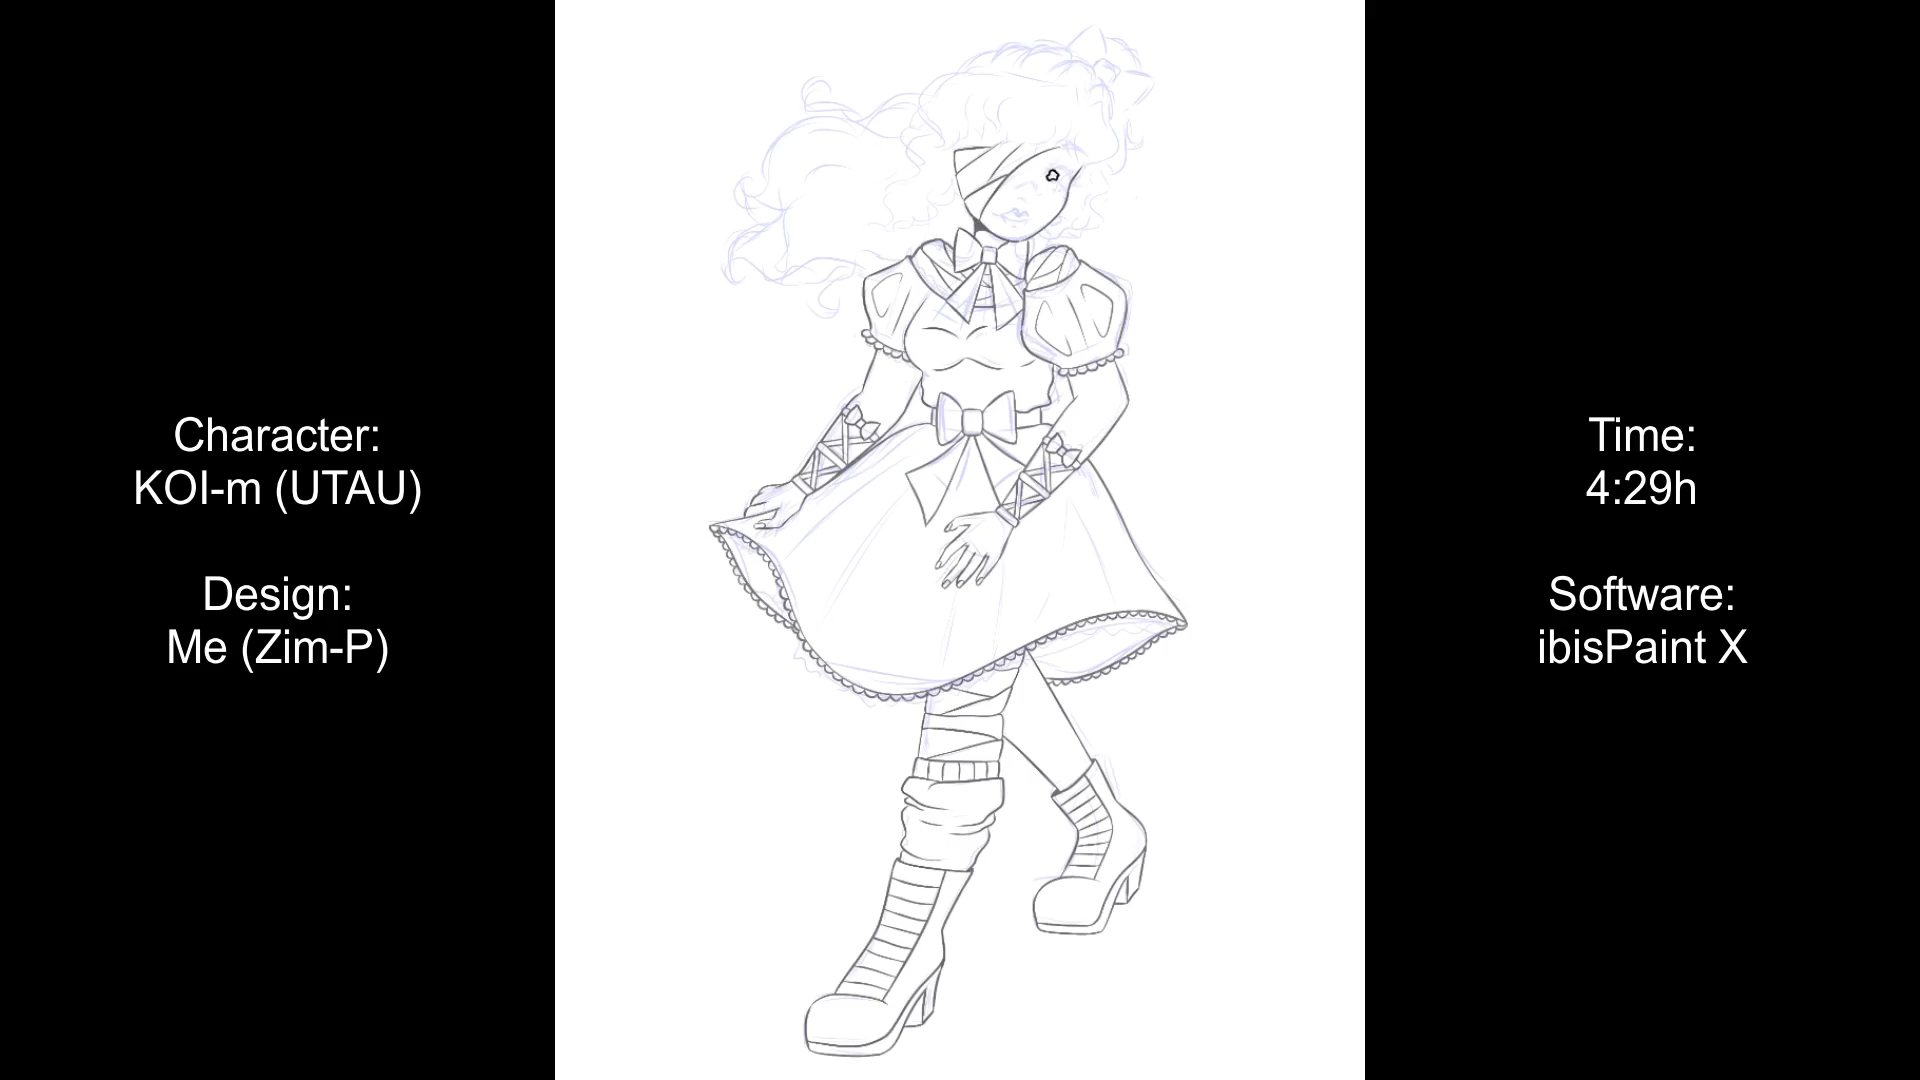 Character:
KOI-m (UTAU)
Design:
Me (Zim-P)
Time:
4:29h
Software:
ibisPaint X